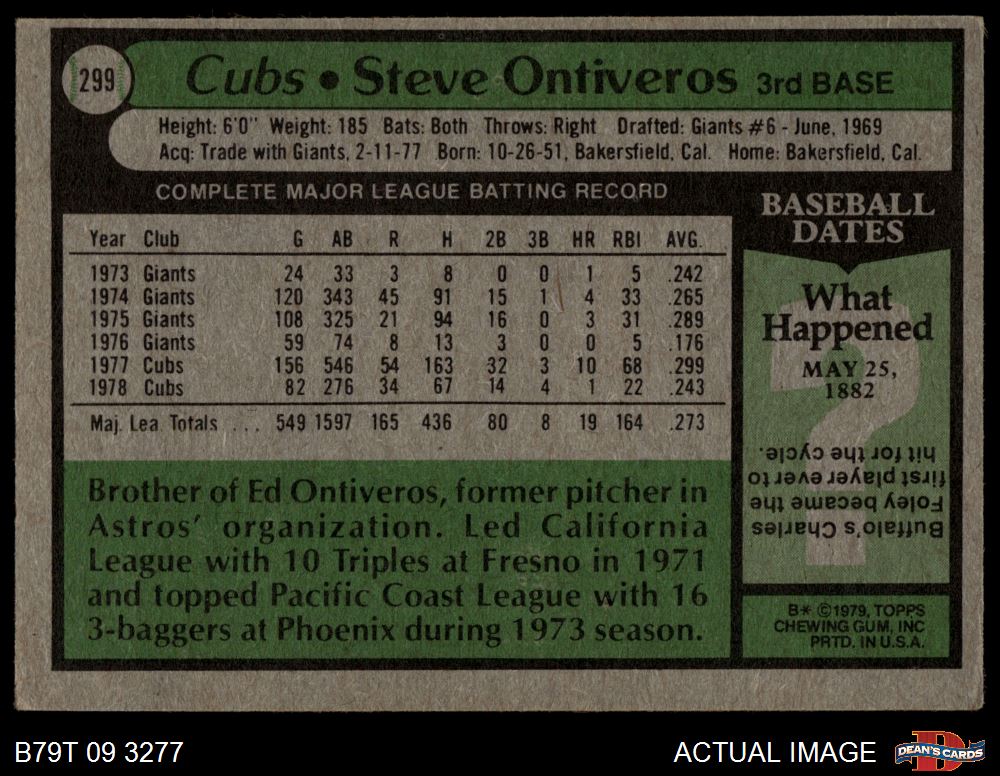 299
Cubs • Steve Ontiveros 3rd BASE
Height: 6'0" Weight: 185 Bats: Both Throws: Right Drafted: Giants #6 - June, 1969
Acq: Trade with Giants, 2-11-77 Born: 10-26-51, Bakersfield, Cal. Home: Bakersfield, Cal.
COMPLETE MAJOR LEAGUE BATTING RECORD
Year Club G AB R H 2B 3B HR RBI AVG.
1973 Giants 24 33 3 8 0 0 1 5 .242
1974 Giants 120 343 45 91 15 1 4 33 .265
1975 Giants 108 325 21 94 16 0 3 31 .289
1976 Giants 59 74 8 13 3 0 0 5 .176
1977 Cubs 156 546 54 163 32 3 10 68 .299
1978 Cubs 82 276 34 67 14 4 1 22 .243
Maj. Lea. Totals ... 549 1597 165 436 80 8 19 164 .273
Brother of Ed Ontiveros, former pitcher in
Astros' organization. Led California
League with 10 Triples at Fresno in 1971
and topped Pacific Coast League with 16
3-baggers at Phoenix during 1973 season.
BASEBALL
DATES
What
Happened
MAY 25,
1882
?
Buffalo's Charles
Foley became the
first player ever to
hit for the cycle.
B* ©1979, TOPPS
CHEWING GUM, INC
PRTD. IN U.S.A.
B79T 09 3277
ACTUAL IMAGE
DEAN'S CARDS